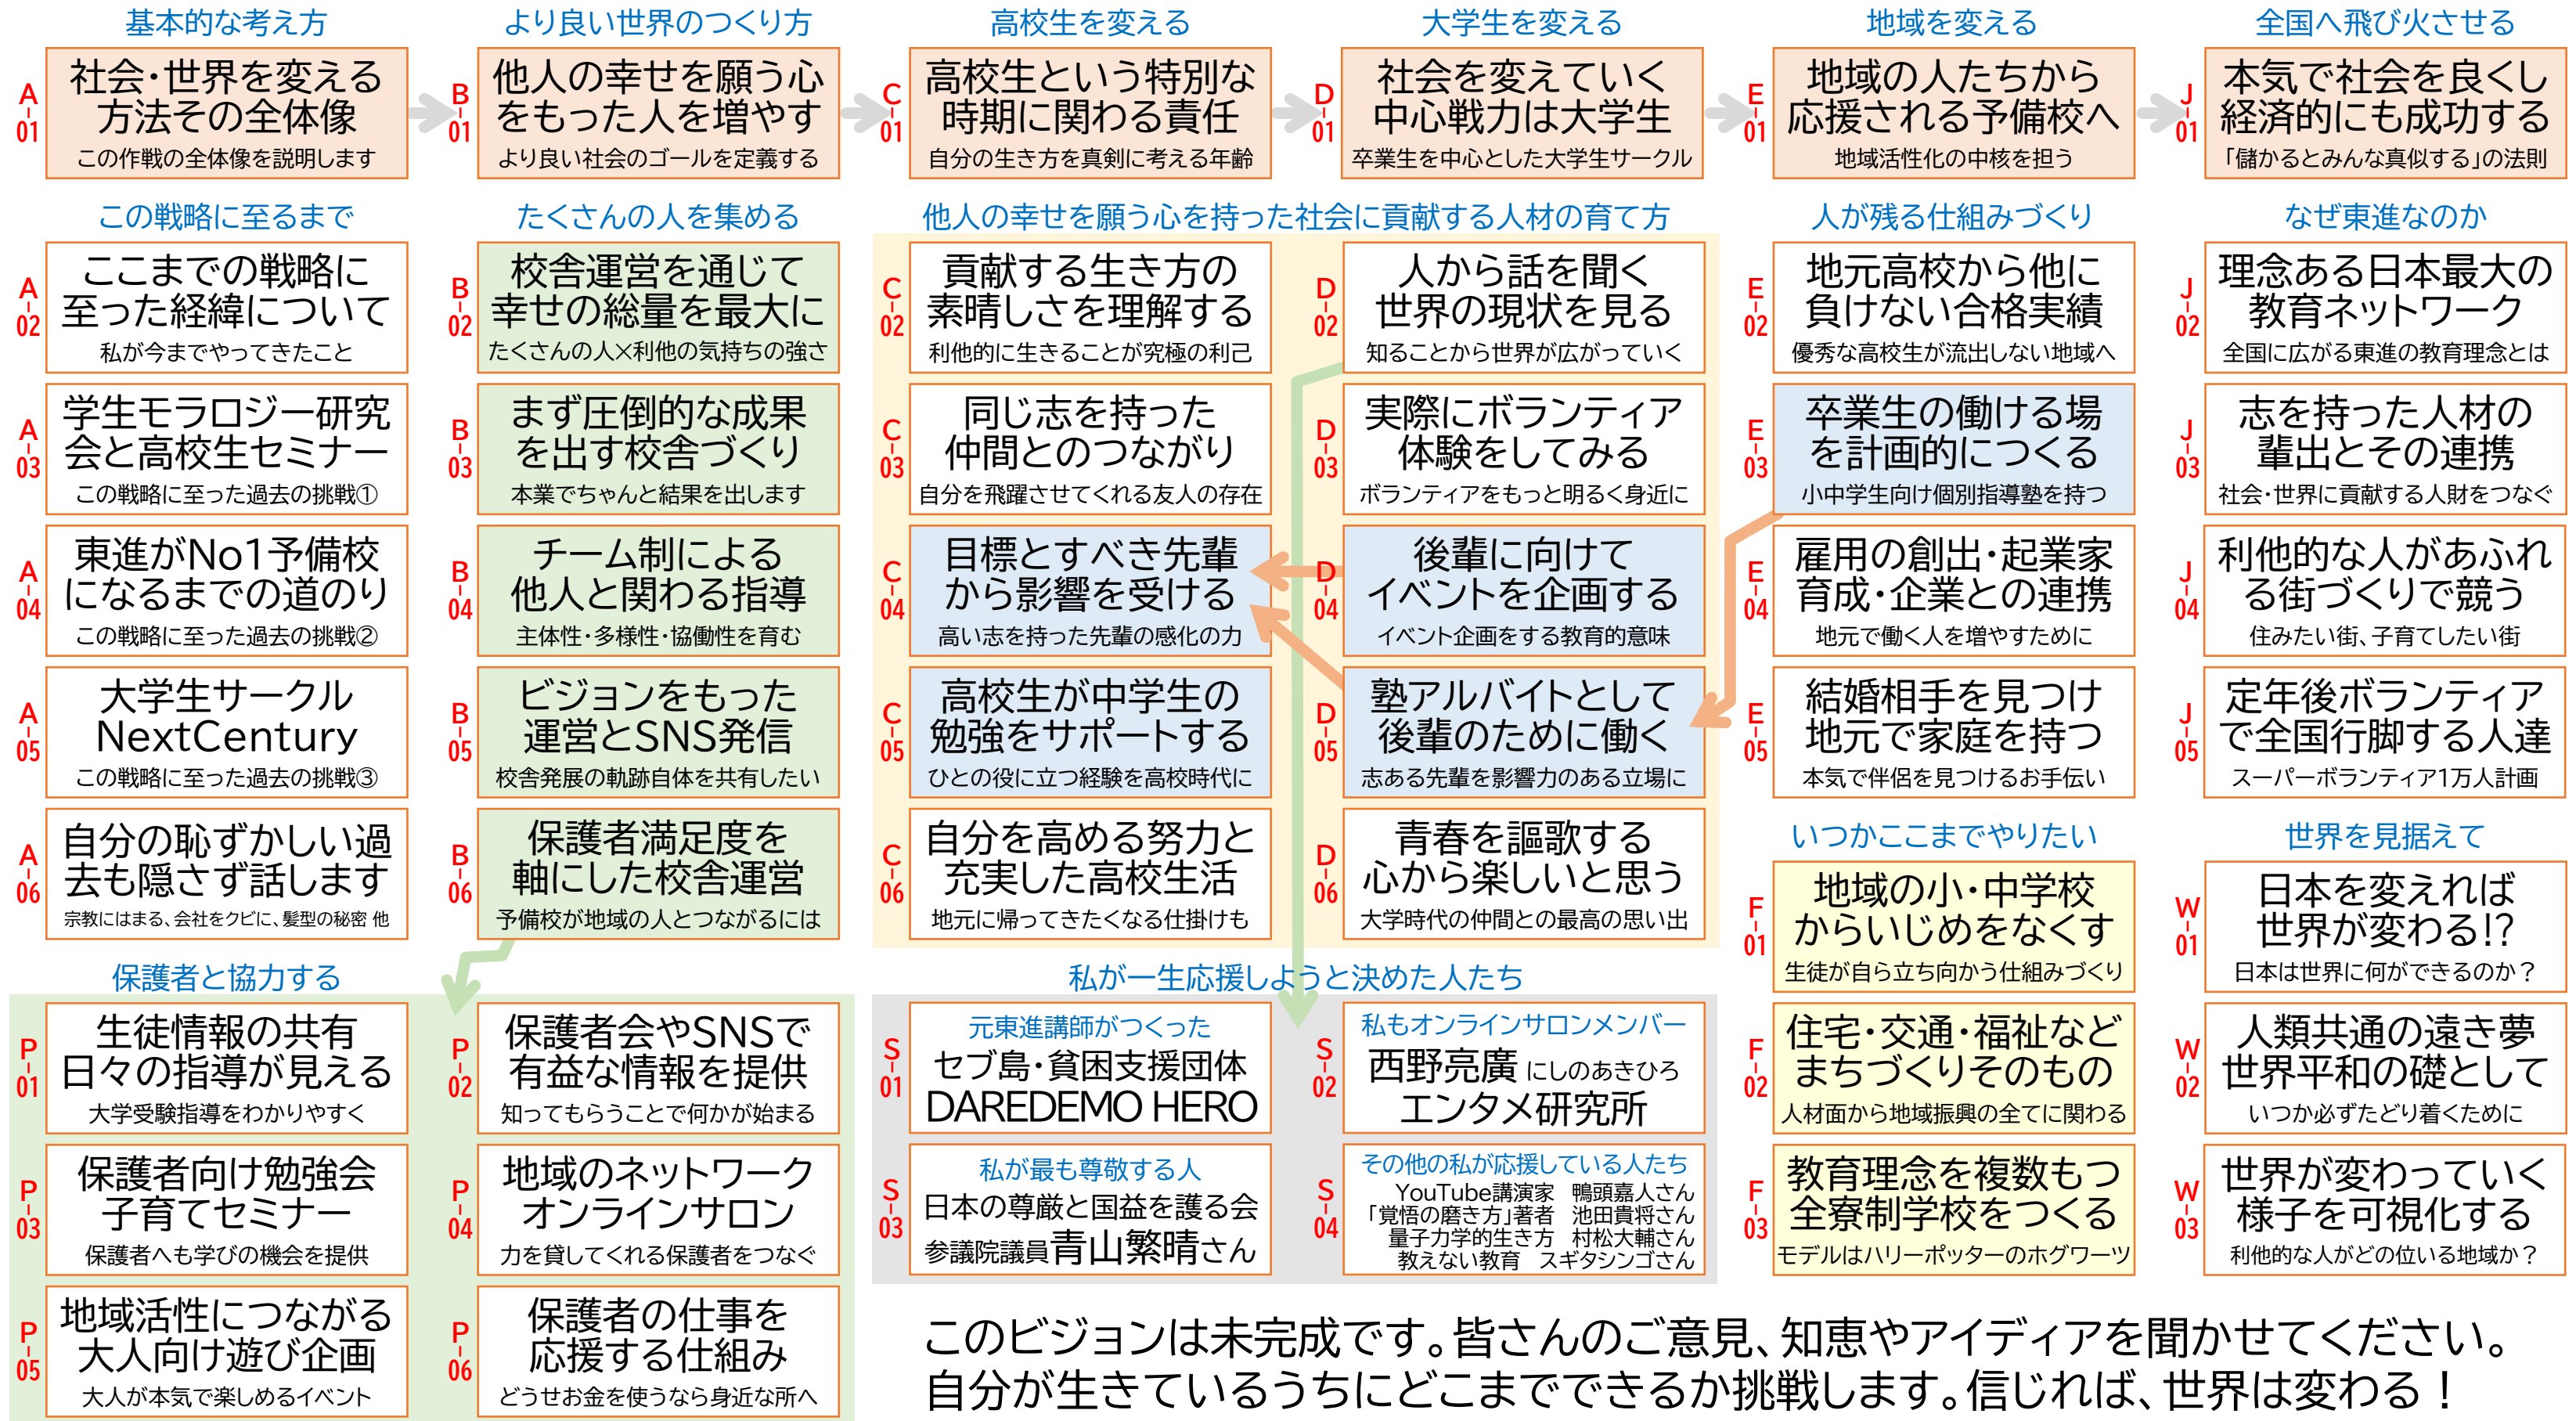 基本的な考え方
A-01
社会・世界を変える
方法その全体像
この作戦の全体像を説明します
より良い世界のつくり方
B-01
他人の幸せを願う心
をもった人を増やす
より良い社会のゴールを定義する
高校生を変える
C-01
高校生という特別な
時期に関わる責任
自分の生き方を真剣に考える年齢
大学生を変える
D-01
社会を変えていく
中心戦力は大学生
卒業生を中心とした大学生サークル
地域を変える
E-01
地域の人たちから
応援される予備校へ
地域活性化の中核を担う
全国へ飛び火させる
J-01
本気で社会を良くし
経済的にも成功する
「儲かるとみんな真似する」の法則
この戦略に至るまで
A-02
ここまでの戦略に
至った経緯について
私が今までやってきたこと
A-03
学生モラロジー研究
会と高校生セミナー
この戦略に至った過去の挑戦①
A-04
東進がNo1予備校
になるまでの道のり
この戦略に至った過去の挑戦②
A-05
大学生サークル
NextCentury
この戦略に至った過去の挑戦③
A-06
自分の恥ずかしい過
去も隠さず話します
宗教にはまる、会社をクビに、髪型の秘密 他
たくさんの人を集める
B-02
校舎運営を通じて
幸せの総量を最大に
たくさんの人×利他の気持ちの強さ
B-03
まず圧倒的な成果
を出す校舎づくり
本業でちゃんと結果を出します
B-04
チーム制による
他人と関わる指導
主体性・多様性・協働性を育む
B-05
ビジョンをもった
運営とSNS発信
校舎発展の軌跡自体を共有したい
B-06
保護者満足度を
軸にした校舎運営
予備校が地域の人とつながるには
他人の幸せを願う心を持った社会に貢献する人材の育て方
C-02
貢献する生き方の
素晴しさを理解する
利他的に生きることが究極の利己
C-03
同じ志を持った
仲間とのつながり
自分を飛躍させてくれる友人の存在
C-04
目標とすべき先輩
から影響を受ける
高い志を持った先輩の感化の力
C-05
高校生が中学生の
勉強をサポートする
ひとの役に立つ経験を高校時代に
C-06
自分を高める努力と
充実した高校生活
地元に帰ってきたくなる仕掛けも
D-02
人から話を聞く
世界の現状を見る
知ることから世界が広がっていく
D-03
実際にボランティア
体験をしてみる
ボランティアをもっと明るく身近に
D-04
後輩に向けて
イベントを企画する
イベント企画をする教育的意味
D-05
塾アルバイトとして
後輩のために働く
志ある先輩を影響力のある立場に
D-06
青春を謳歌する
心から楽しいと思う
大学時代の仲間との最高の思い出
人が残る仕組みづくり
E-02
地元高校から他に
負けない合格実績
優秀な高校生が流出しない地域へ
E-03
卒業生の働ける場
を計画的につくる
小中学生向け個別指導塾を持つ
E-04
雇用の創出・起業家
育成・企業との連携
地元で働く人を増やすために
E-05
結婚相手を見つけ
地元で家庭を持つ
本気で伴侶を見つけるお手伝い
なぜ東進なのか
J-02
理念ある日本最大の
教育ネットワーク
全国に広がる東進の教育理念とは
J-03
志を持った人材の
輩出とその連携
社会・世界に貢献する人財をつなぐ
J-04
利他的な人があふれ
る街づくりで競う
住みたい街、子育てしたい街
J-05
定年後ボランティア
で全国行脚する人達
スーパーボランティア1万人計画
いつかここまでやりたい
F-01
地域の小・中学校
からいじめをなくす
生徒が自ら立ち向かう仕組みづくり
F-02
住宅・交通・福祉など
まちづくりそのもの
人材面から地域振興の全てに関わる
F-03
教育理念を複数もつ
全寮制学校をつくる
モデルはハリーポッターのホグワーツ
世界を見据えて
W-01
日本を変えれば
世界が変わる!?
日本は世界に何ができるのか？
W-02
人類共通の遠き夢
世界平和の礎として
いつか必ずたどり着くために
W-03
世界が変わっていく
様子を可視化する
利他的な人がどの位いる地域か？
保護者と協力する
P-01
生徒情報の共有
日々の指導が見える
大学受験指導をわかりやすく
P-02
保護者会やSNSで
有益な情報を提供
知ってもらうことで何かが始まる
P-03
保護者向け勉強会
子育てセミナー
保護者へも学びの機会を提供
P-04
地域のネットワーク
オンラインサロン
力を貸してくれる保護者をつなぐ
P-05
地域活性につながる
大人向け遊び企画
大人が本気で楽しめるイベント
P-06
保護者の仕事を
応援する仕組み
どうせお金を使うなら身近な所へ
私が一生応援しようと決めた人たち
S-01
元東進講師がつくった
セブ島・貧困支援団体
DAREDEMO HERO
S-02
私もオンラインサロンメンバー
西野亮廣 にしのあきひろ
エンタメ研究所
S-03
私が最も尊敬する人
日本の尊厳と国益を護る会
参議院議員青山繁晴さん
S-04
その他の私が応援している人たち
YouTube講演家 鴨頭嘉人さん
「覚悟の磨き方」著者 池田貴将さん
量子力学的生き方 村松大輔さん
教えない教育 スギタシンゴさん
このビジョンは未完成です。皆さんのご意見、知恵やアイディアを聞かせてください。
自分が生きているうちにどこまでできるか挑戦します。信じれば、世界は変わる！